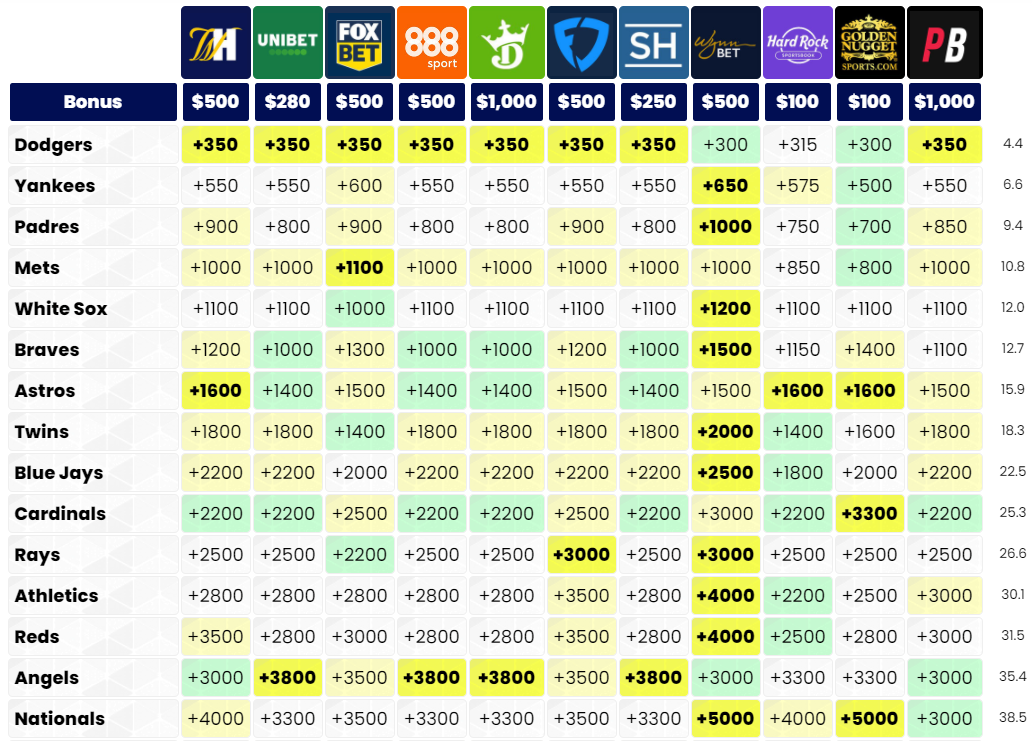 WH UNIBET FOX BET 888 sport D SH Wynn BET Hard Rock SPORTSBOOK GOLDEN NUGGET SPORTS.COM PB
Bonus $500 $280 $500 $500 $1,000 $500 $250 $500 $100 $100 $1,000
Dodgers +350 +350 +350 +350 +350 +350 +350 +300 +315 +300 +350 4.4
Yankees +550 +550 +600 +550 +550 +550 +550 +650 +575 +500 +550 6.6
Padres +900 +800 +900 +800 +800 +900 +800 +1000 +750 +700 +850 9.4
Mets +1000 +1000 +1100 +1000 +1000 +1000 +1000 +1000 +850 +800 +1000 10.8
White Sox +1100 +1100 +1000 +1100 +1100 +1100 +1100 +1200 +1100 +1100 +1100 12.0
Braves +1200 +1000 +1300 +1000 +1000 +1200 +1000 +1500 +1150 +1400 +1100 12.7
Astros +1600 +1400 +1500 +1400 +1400 +1500 +1400 +1500 +1600 +1600 +1500 15.9
Twins +1800 +1800 +1400 +1800 +1800 +1800 +1800 +2000 +1400 +1600 +1800 18.3
Blue Jays +2200 +2200 +2000 +2200 +2200 +2200 +2200 +2500 +1800 +2000 +2200 22.5
Cardinals +2200 +2200 +2500 +2200 +2200 +2500 +2200 +3000 +2200 +3300 +2200 25.3
Rays +2500 +2500 +2200 +2500 +2500 +3000 +2500 +3000 +2500 +2500 +2500 26.6
Athletics +2800 +2800 +2800 +2800 +2800 +3500 +2800 +4000 +2200 +2500 +3000 30.1
Reds +3500 +2800 +3000 +2800 +2800 +3500 +2800 +4000 +2500 +2800 +3000 31.5
Angels +3000 +3800 +3500 +3800 +3800 +3500 +3800 +3000 +3300 +3300 +3000 35.4
Nationals +4000 +3300 +3500 +3300 +3300 +3500 +3300 +5000 +4000 +5000 +3000 38.5